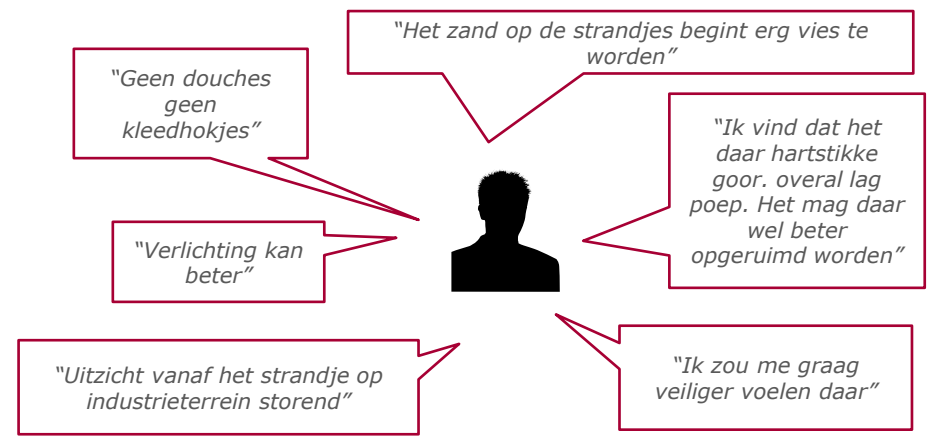 “Het zand op de strandjes begint erg vies te
worden”
“Geen douches
geen
kleedhokjes”
“Ik vind dat het
daar hartstikke
goor. overal lag
poep. Het mag daar
wel beter
opgeruimd worden”
“Verlichting kan
beter”
“Uitzicht vanaf het strandje op
industrieterrein storend”
“Ik zou me graag
veiliger voelen daar”